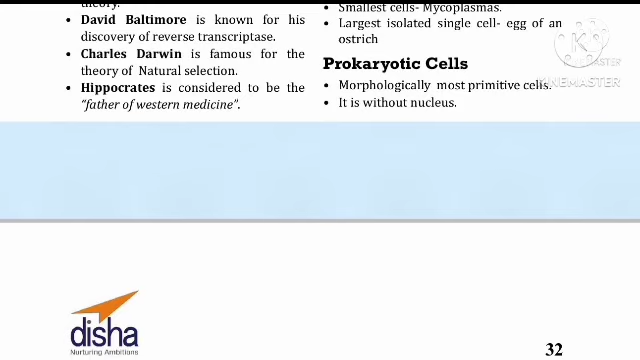 theory.
• David Baltimore is known for his
discovery of reverse transcriptase.
• Charles Darwin is famous for the
theory of Natural selection.
• Hippocrates is considered to be the
“father of western medicine”.
• Smallest cells- Mycoplasmas.
• Largest isolated single cell- egg of an
ostrich
Prokaryotic Cells
• Morphologically most primitive cells.
• It is without nucleus.
K
KINEMASTER
disha
Nurturing Ambitions
32